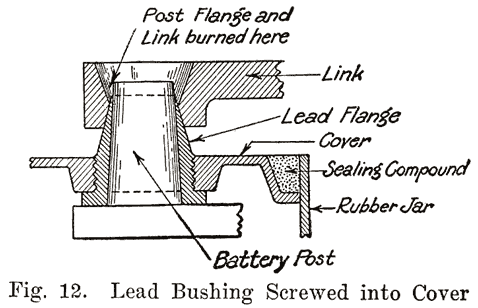 Post Flange and
Link burned here
Link
Lead Flange
Cover
Sealing Compound
Rubber Jar
Battery Post
Fig. 12. Lead Bushing Screwed into Cover